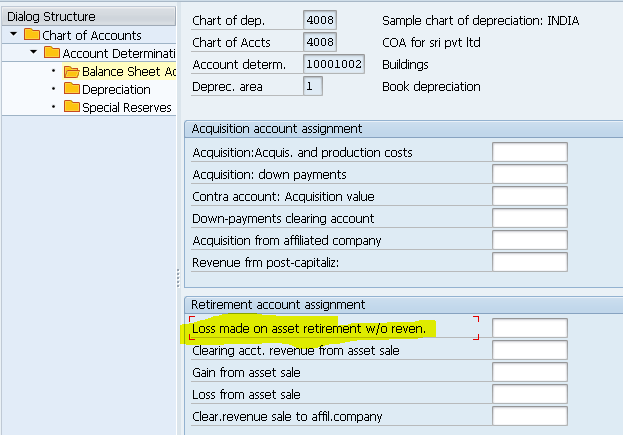 Dialog Structure
Chart of Accounts
Account Determinati
Balance Sheet Ac
Depreciation
Special Reserves
Chart of dep. 4008 Sample chart of depreciation: INDIA
Chart of Accts 4008 COA for sri pvt ltd
Account determ. 10001002 Buildings
Deprec. area 1 Book depreciation
Acquisition account assignment
Acquisition:Acquis. and production costs
Acquisition: down payments
Contra account: Acquisition value
Down-payments clearing account
Acquisition from affiliated company
Revenue frm post-capitaliz:
Retirement account assignment
Loss made on asset retirement w/o reven.
Clearing acct. revenue from asset sale
Gain from asset sale
Loss from asset sale
Clear.revenue sale to affil.company